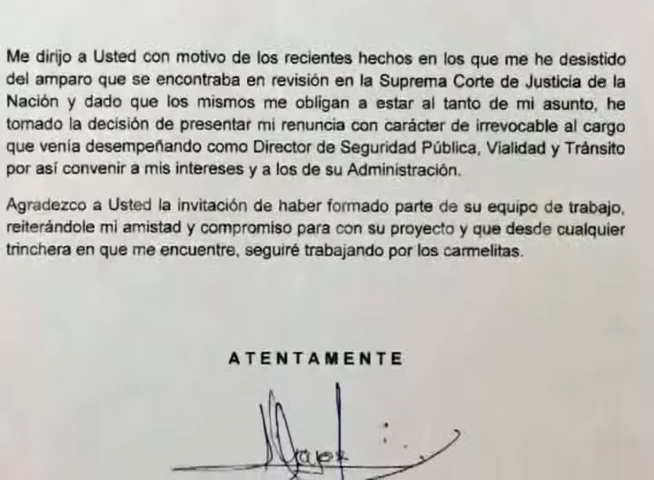 Me dirijo a Usted con motivo de los recientes hechos en los que me he desistido
del amparo que se encontraba en revisión en la Suprema Corte de Justicia de la
Nación y dado que los mismos me obligan a estar al tanto de mi asunto, he
tomado la decisión de presentar mi renuncia con carácter de irrevocable al cargo
que venía desempeñando como Director de Seguridad Pública, Vialidad y Tránsito
por así convenir a mis intereses y a los de su Administración.
Agradezco a Usted la invitación de haber formado parte de su equipo de trabajo,
reiterándole mi amistad y compromiso para con su proyecto y que desde cualquier
trinchera en que me encuentre, seguiré trabajando por los carmelitas.
ATENTAMENTE